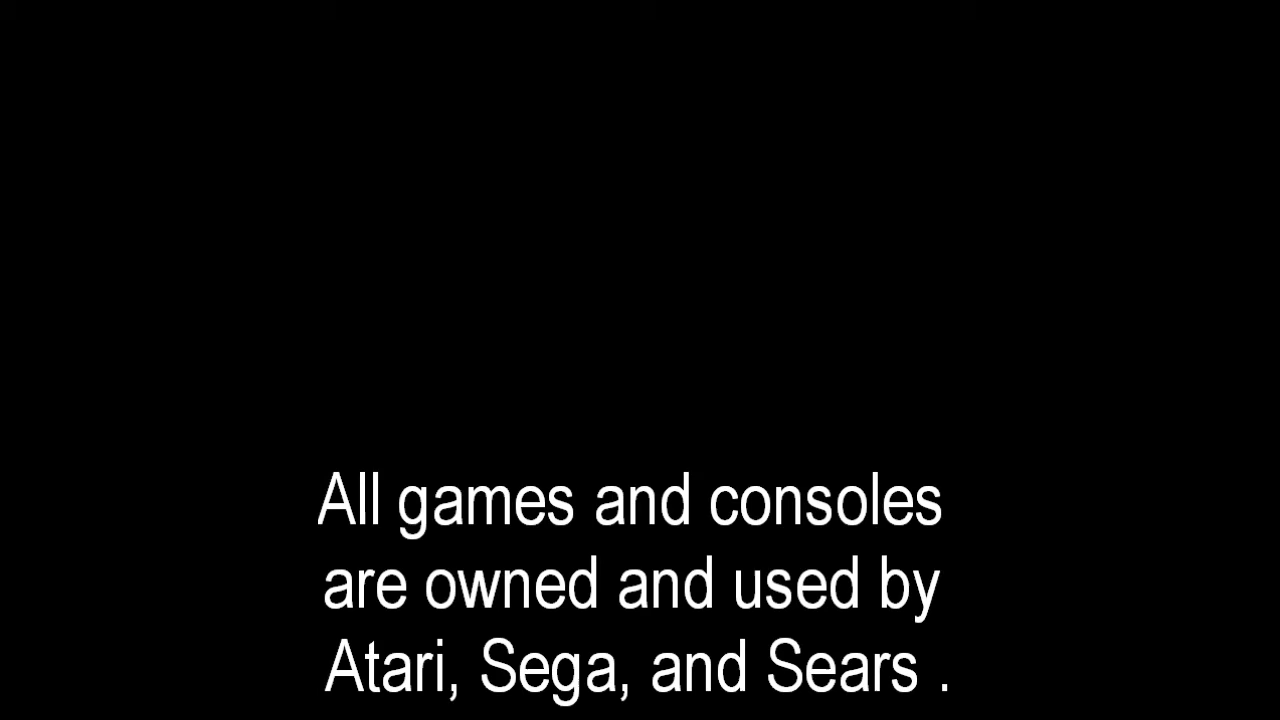 All games and consoles
are owned and used by
Atari, Sega, and Sears .